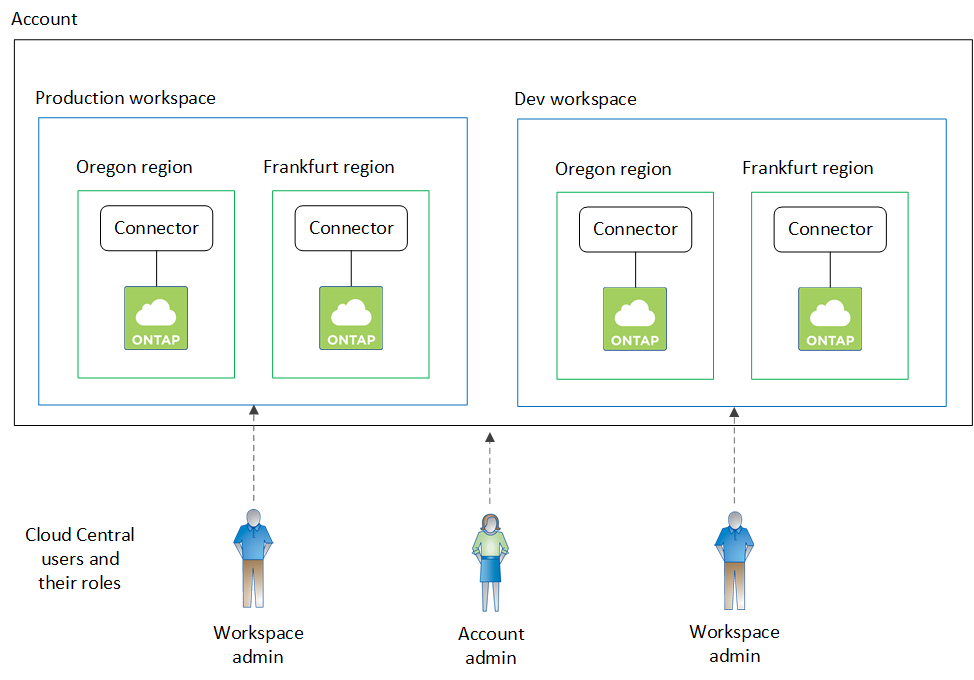 Account
Production workspace
Dev workspace
Oregon region
Frankfurt region
Oregon region
Frankfurt region
Connector
Connector
Connector
Connector
ONTAP
ONTAP
ONTAP
ONTAP
Cloud Central
users and
their roles
Workspace
admin
Account
admin
Workspace
admin